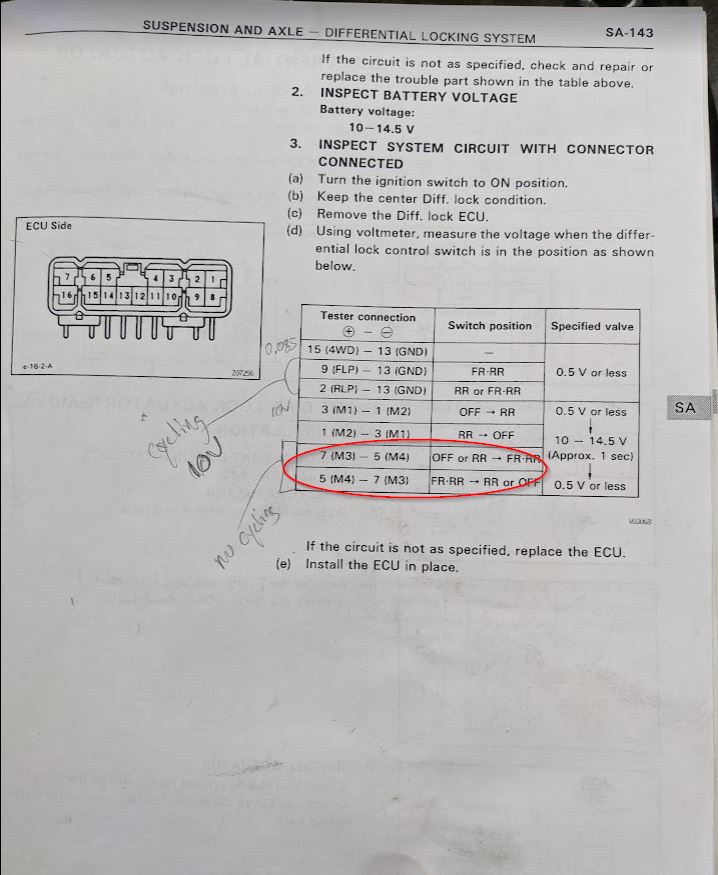 SUSPENSION AND AXLE – DIFFERENTIAL LOCKING SYSTEM
SA-143
If the circuit is not as specified, check and repair or
replace the trouble part shown in the table above.
2. INSPECT BATTERY VOLTAGE
Battery voltage:
10–14.5 V
3. INSPECT SYSTEM CIRCUIT WITH CONNECTOR
CONNECTED
(a) Turn the ignition switch to ON position.
(b) Keep the center Diff. lock condition.
(c) Remove the Diff. lock ECU.
(d) Using voltmeter, measure the voltage when the differ-
ential lock control switch is in the position as shown
below.
ECU Side
7 6 5 4 3 2 1
16 15 14 13 12 11 10 9 8
e-16-2-A
Z07256
Tester connection
⊕ – ⊖
Switch position
Specified valve
15 (4WD) – 13 (GND)
–
9 (FLP) – 13 (GND)
FR·RR
2 (RLP) – 13 (GND)
RR or FR·RR
0.5 V or less
3 (M1) – 1 (M2)
OFF → RR
1 (M2) – 3 (M1)
RR → OFF
7 (M3) – 5 (M4)
OFF or RR → FR·RR
5 (M4) – 7 (M3)
FR·RR → RR or OFF
0.5 V or less
↓
10 – 14.5 V
(Approx. 1 sec)
↓
0.5 V or less
0.085
10V
cycling
10V
no cycling
SA
V03068
If the circuit is not as specified, replace the ECU.
(e) Install the ECU in place.